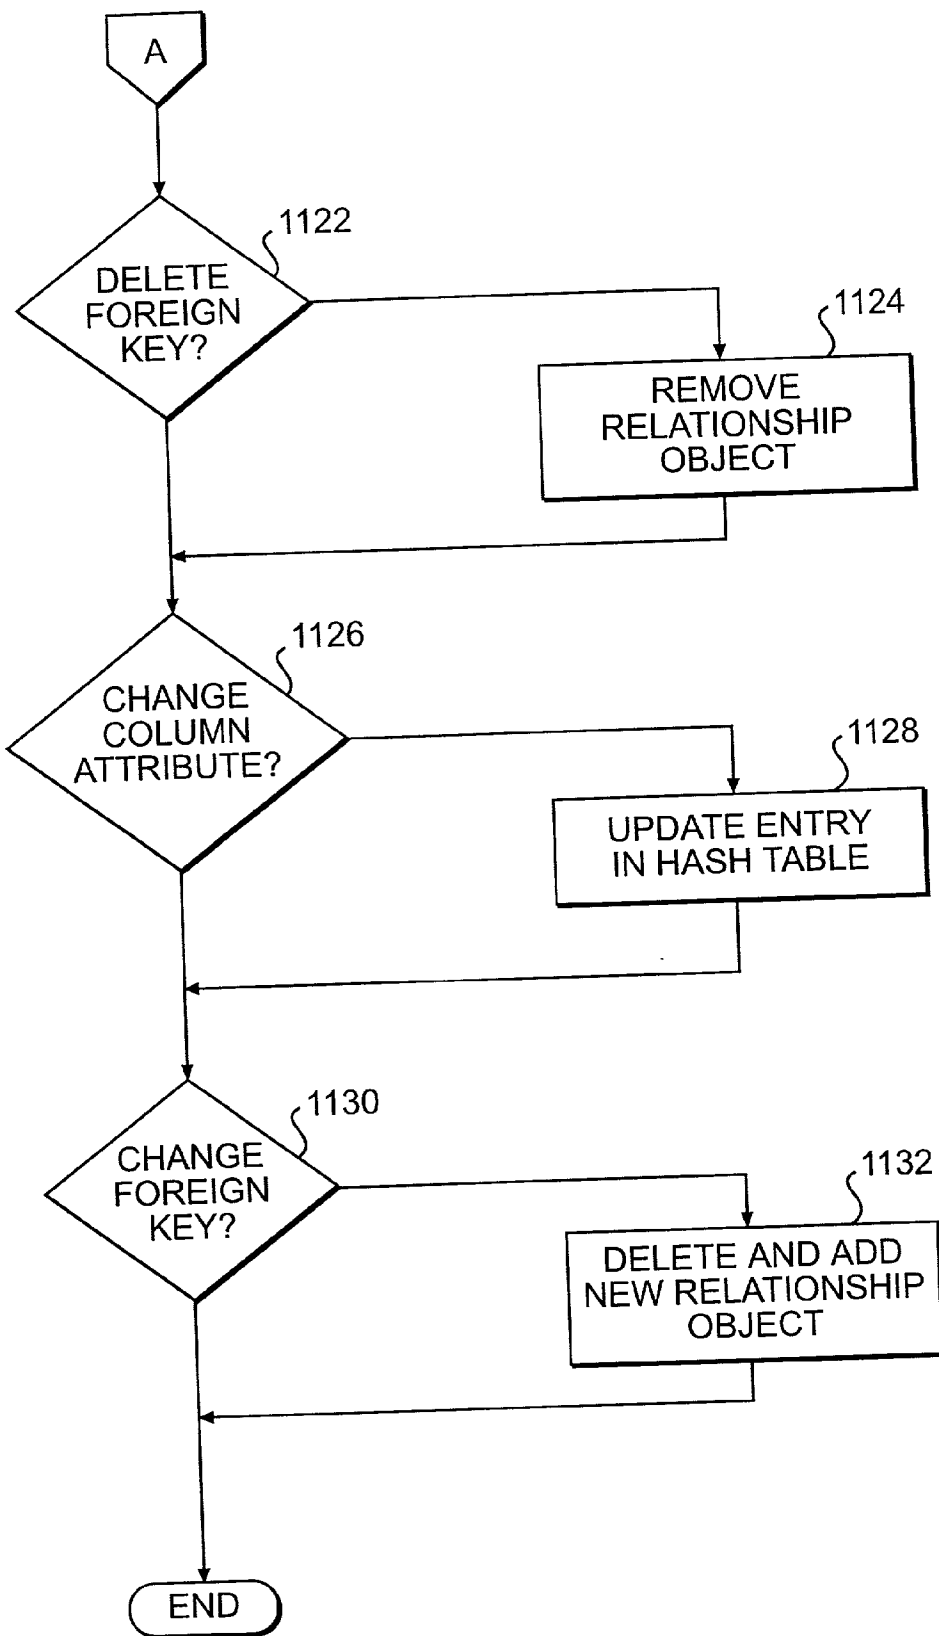 A
1122
DELETE
FOREIGN
KEY?
1124
REMOVE
RELATIONSHIP
OBJECT
1126
CHANGE
COLUMN
ATTRIBUTE?
1128
UPDATE ENTRY
IN HASH TABLE
1130
CHANGE
FOREIGN
KEY?
1132
DELETE AND ADD
NEW RELATIONSHIP
OBJECT
END